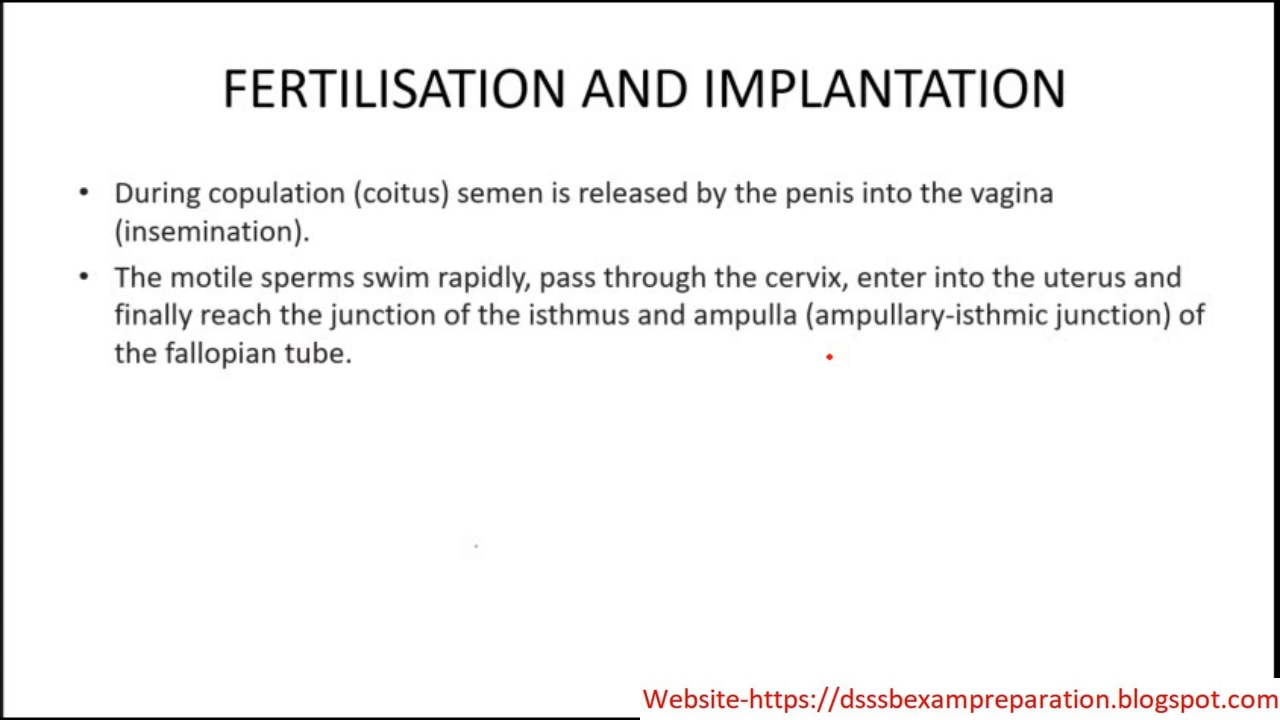 FERTILISATION AND IMPLANTATION
• During copulation (coitus) semen is released by the penis into the vagina
(insemination).
• The motile sperms swim rapidly, pass through the cervix, enter into the uterus and
finally reach the junction of the isthmus and ampulla (ampullary-isthmic junction) of
the fallopian tube.
Website-https://dsssbexampreparation.blogspot.com